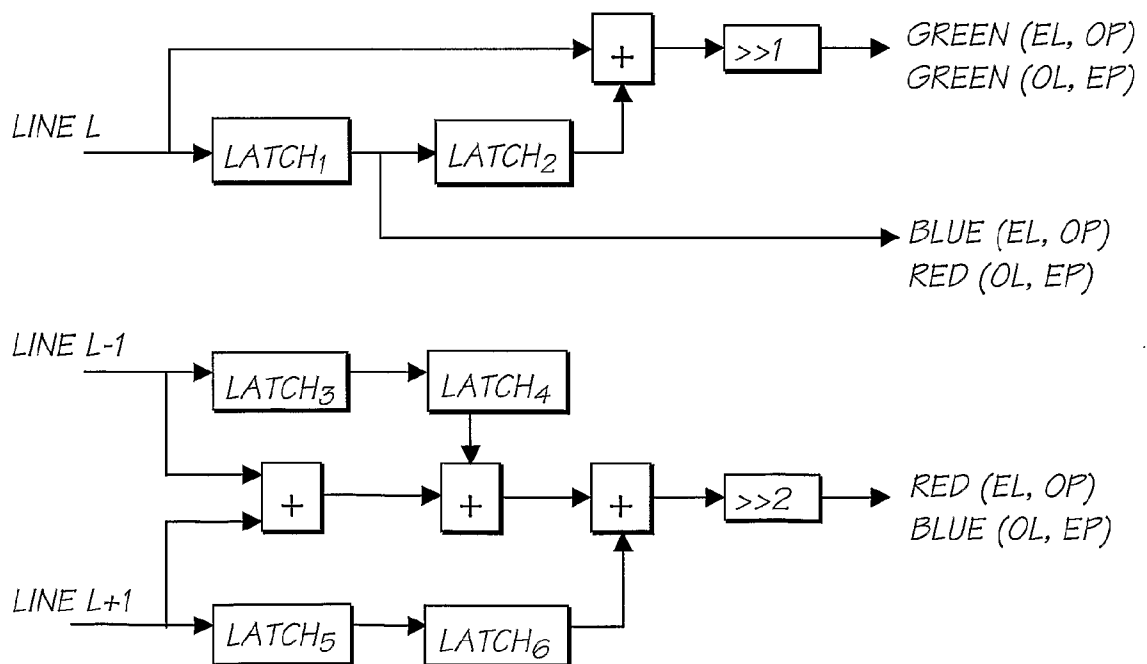 GREEN (EL, OP)
+
>>1
GREEN (OL, EP)
LINE L
LATCH1
LATCH2
BLUE (EL, OP)
RED (OL, EP)
LINE L-1
LATCH3
LATCH4
+
+
+
>>2
RED (EL, OP)
BLUE (OL, EP)
LINE L+1
LATCH5
LATCH6